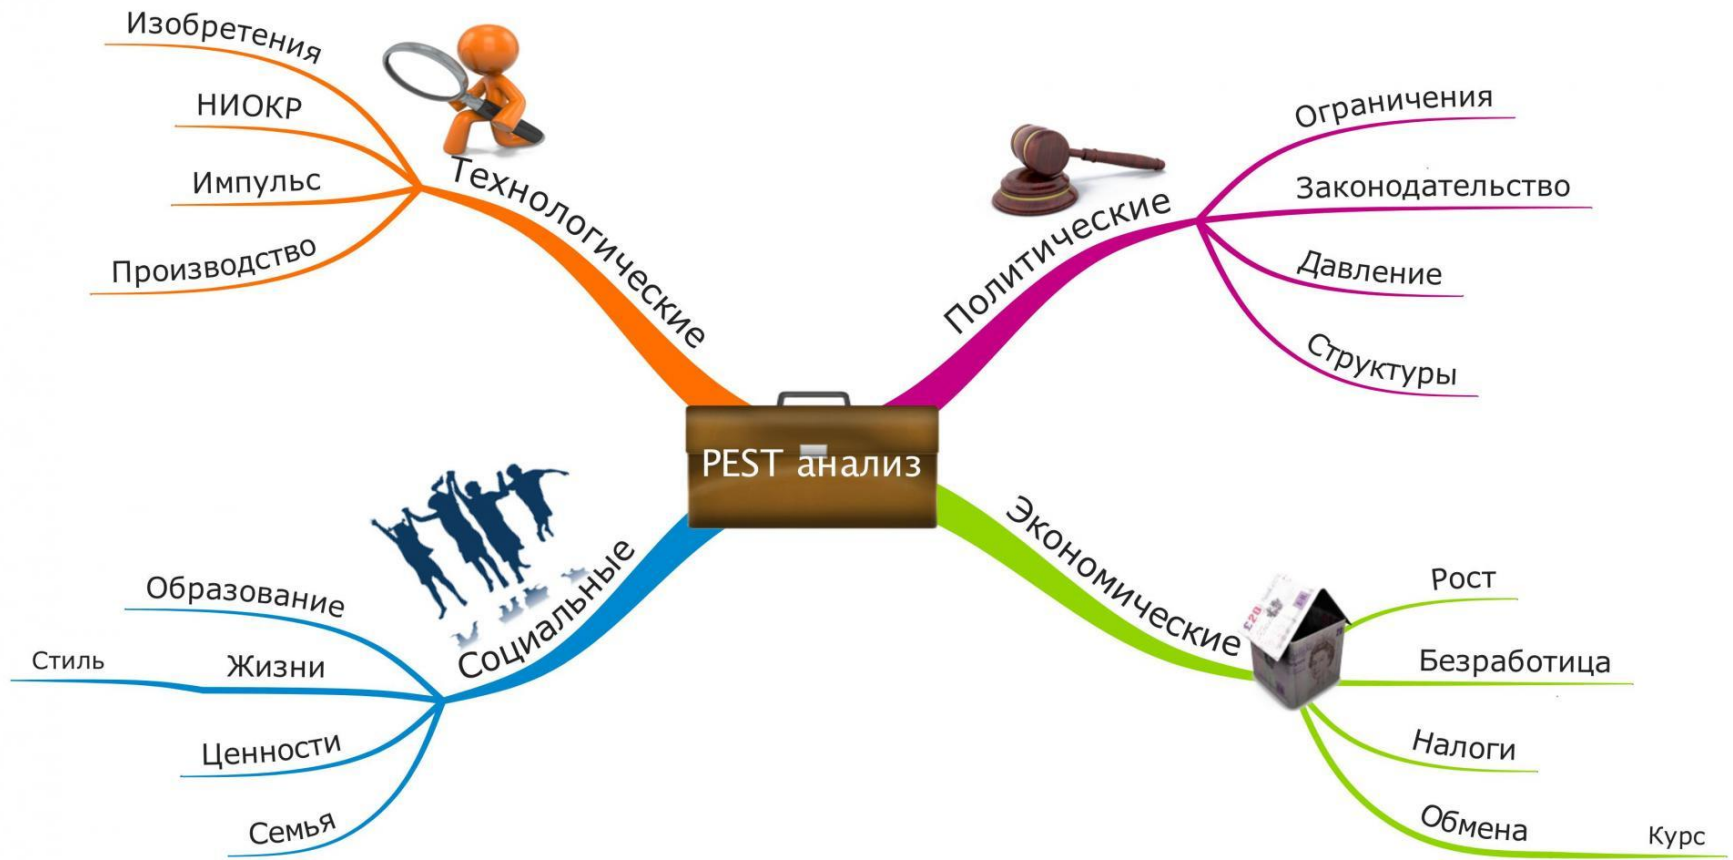 PEST анализ
Технологические
Изобретения
НИОКР
Импульс
Производство
Политические
Ограничения
Законодательство
Давление
Структуры
Социальные
Образование
Стиль
Жизни
Ценности
Семья
Экономические
£20
Рост
Безработица
Налоги
Обмена
Курс